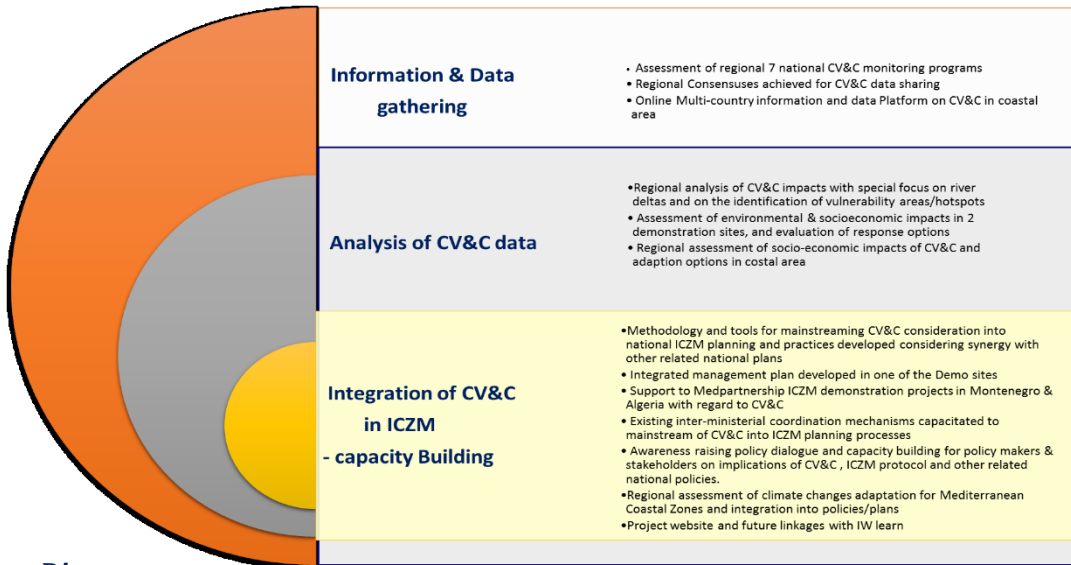 Information & Data
gathering
• Assessment of regional 7 national CV&C monitoring programs
• Regional Consensuses achieved for CV&C data sharing
• Online Multi-country information and data Platform on CV&C in coastal
area
Analysis of CV&C data
•Regional analysis of CV&C impacts with special focus on river
deltas and on the identification of vulnerability areas/hotspots
• Assessment of environmental & socioeconomic impacts in 2
demonstration sites, and evaluation of response options
• Regional assessment of socio-economic impacts of CV&C and
adaption options in costal area
Integration of CV&C
in ICZM
- capacity Building
•Methodology and tools for mainstreaming CV&C consideration into
national ICZM planning and practices developed considering synergy with
other related national plans
• Integrated management plan developed in one of the Demo sites
• Support to Medpartnership ICZM demonstration projects in Montenegro &
Algeria with regard to CV&C
• Existing inter-ministerial coordination mechanisms capacitated to
mainstream of CV&C into ICZM planning processes
• Awareness raising policy dialogue and capacity building for policy makers &
stakeholders on implications of CV&C , ICZM protocol and other related
national policies.
•Regional assessment of climate changes adaptation for Mediterranean
Coastal Zones and integration into policies/plans
•Project website and future linkages with IW learn